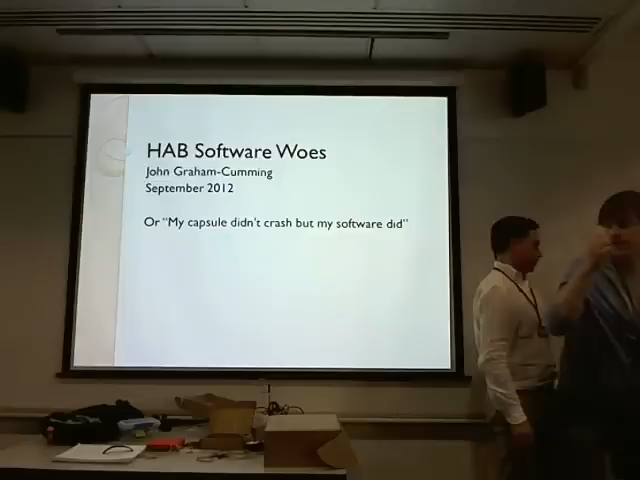 HAB Software Woes
John Graham-Cumming
September 2012
Or "My capsule didn't crash but my software did"